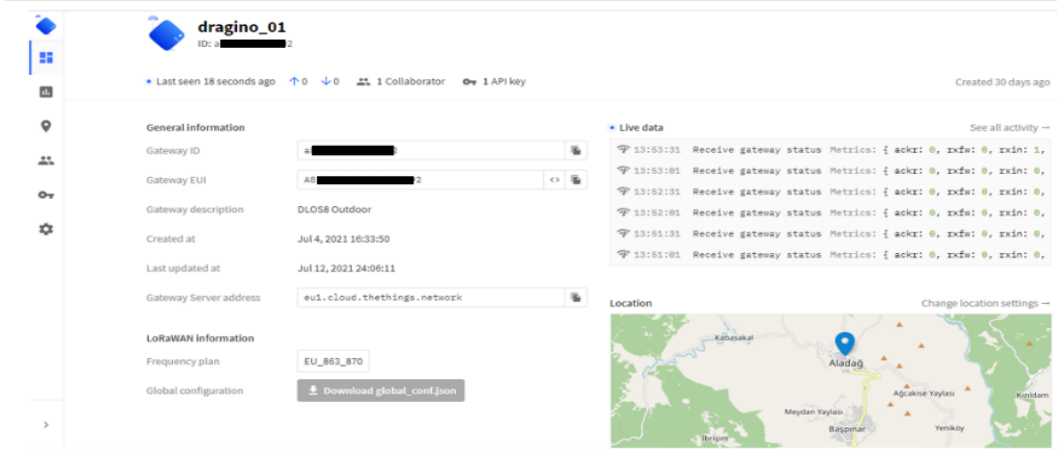 dragino_01
ID: a 2
Last seen 18 seconds ago ↑0 ↓0 1 Collaborator 1 API key
Created 30 days ago
General information
Gateway ID a
Gateway EUI A8 2
Gateway description DLOS8 Outdoor
Created at Jul 4, 2021 16:33:50
Last updated at Jul 12, 2021 24:06:11
Gateway Server address eu1.cloud.thethings.network
LoRaWAN information
Frequency plan EU_863_870
Global configuration Download global_conf.json
Live data See all activity →
13:53:31 Receive gateway status Metrics: { ackr: 0, rxfw: 0, rxin: 1,
13:53:01 Receive gateway status Metrics: { ackr: 0, rxfw: 0, rxin: 0,
13:52:31 Receive gateway status Metrics: { ackr: 0, rxfw: 0, rxin: 0,
13:52:01 Receive gateway status Metrics: { ackr: 0, rxfw: 0, rxin: 0,
13:51:31 Receive gateway status Metrics: { ackr: 0, rxfw: 0, rxin: 0,
13:51:01 Receive gateway status Metrics: { ackr: 0, rxfw: 0, rxin: 0,
Location Change location settings →
Kabasakal
Aladağ
Ağcakise Yaylası
Kızıldam
Meydan Yaylası
Başpınar
Yeniköy
İbrişim